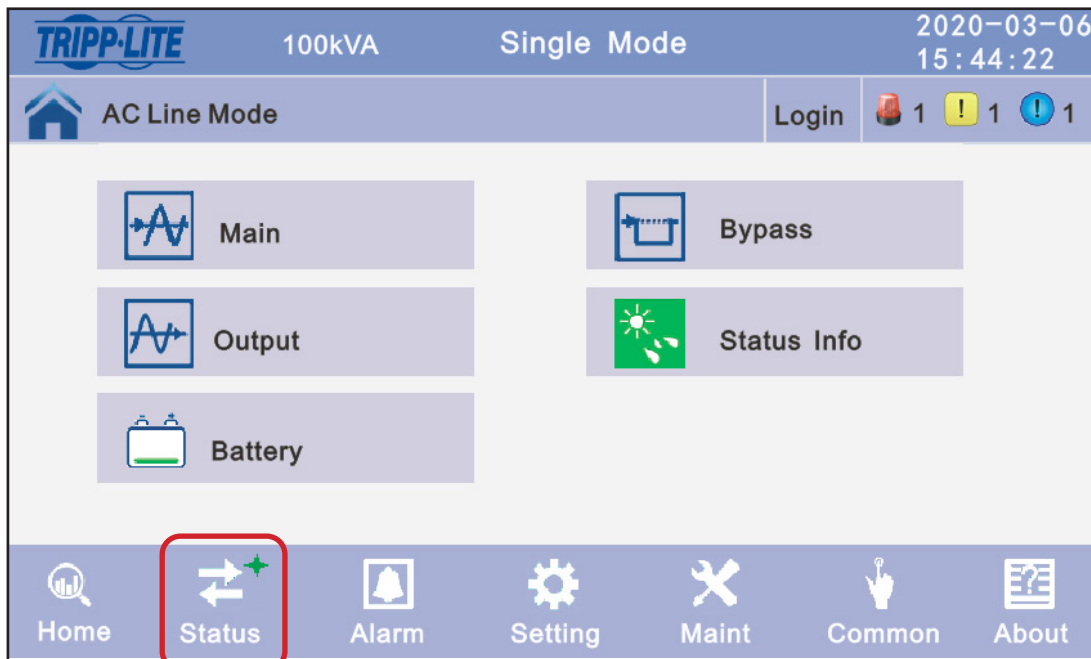 TRIPP·LITE 100kVA Single Mode 2020-03-06
15:44:22
AC Line Mode Login 1 ! 1 ! 1
Main Bypass
Output Status Info
Battery
Home Status Alarm Setting Maint Common About